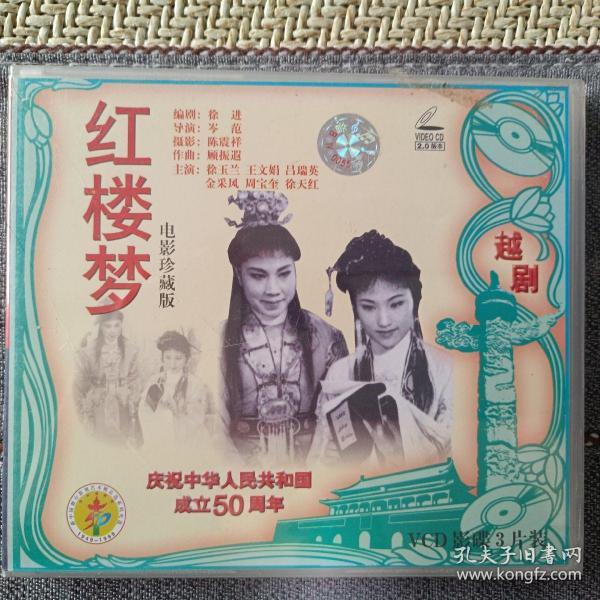 红楼梦
电影珍藏版
编剧：徐 进
导演：岑 范
摄影：陈震祥
作曲：顾振遐
主演：徐玉兰 王文娟 吕瑞英
金采风 周宝奎 徐天红
VIDEO CD
2.0版本
越剧
庆祝中华人民共和国
成立50周年
1949-1999
VCD影碟3片装
孔夫子旧书网
www.kongfz.com